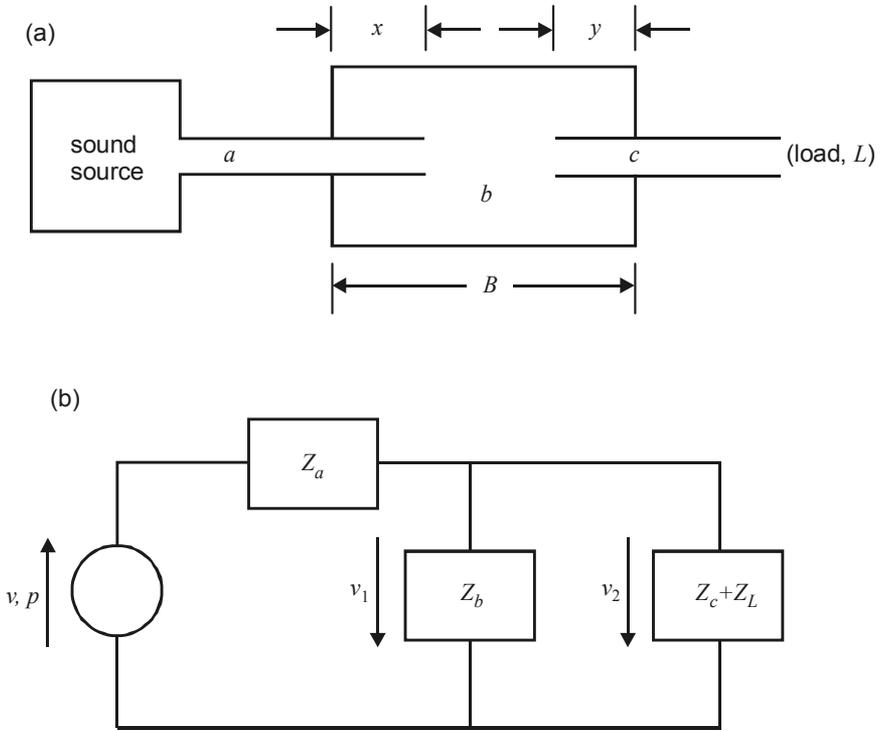 (a)
x
y
sound
source
a
c
(load, L)
b
B
(b)
Z_a
v, p
v_1
Z_b
v_2
Z_c+Z_L